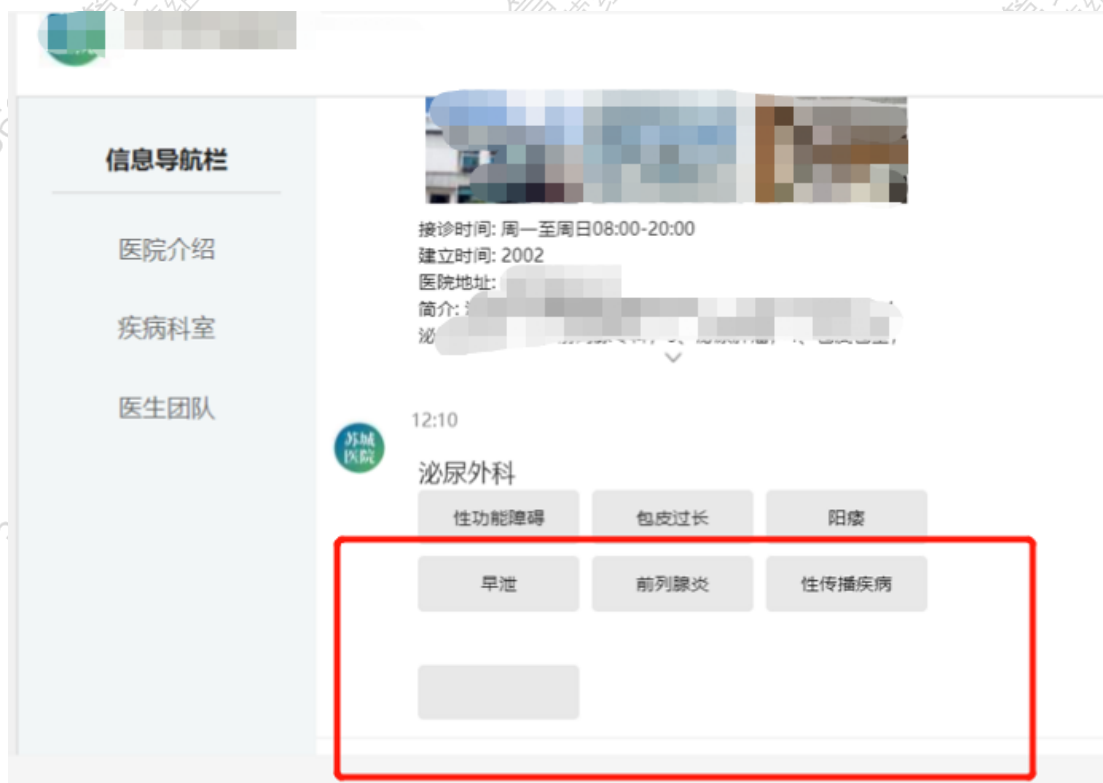 信息导航栏
医院介绍
疾病科室
医生团队
接诊时间: 周一至周日08:00-20:00
建立时间: 2002
医院地址:
简介:
泌
12:10
苏城
医院
泌尿外科
性功能障碍 包皮过长 阳痿
早泄 前列腺炎 性传播疾病